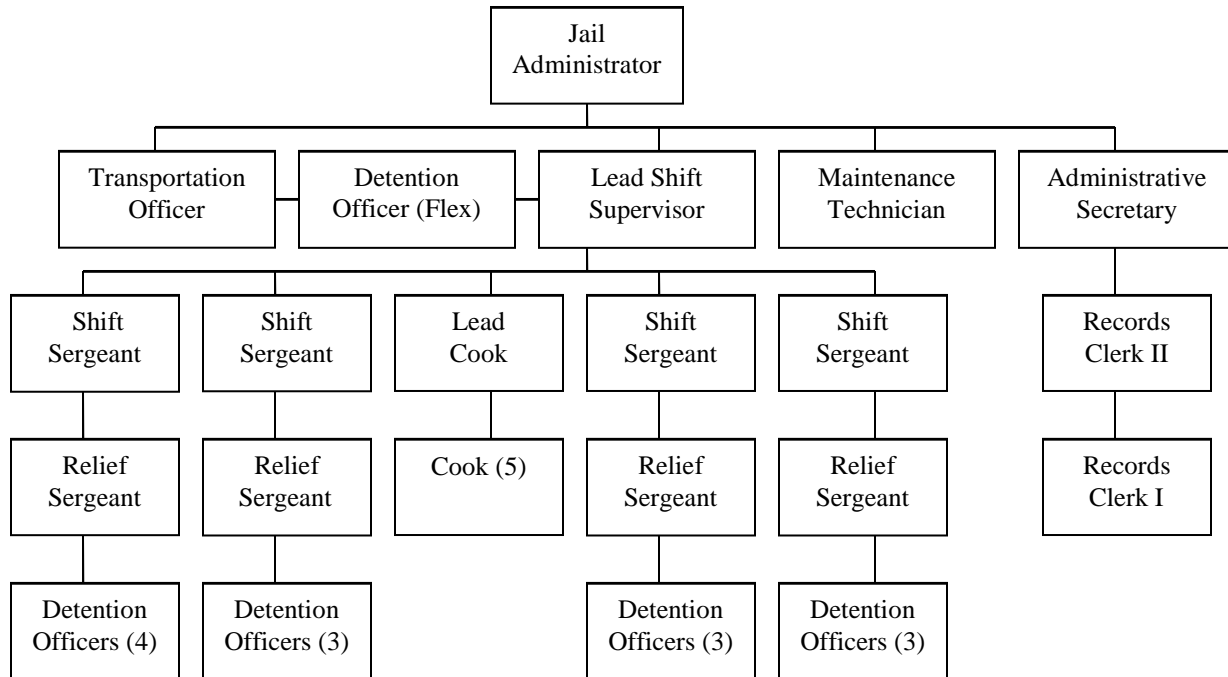 Jail
Administrator
Transportation
Officer
Detention
Officer (Flex)
Lead Shift
Supervisor
Maintenance
Technician
Administrative
Secretary
Shift
Sergeant
Shift
Sergeant
Lead
Cook
Shift
Sergeant
Shift
Sergeant
Records
Clerk II
Relief
Sergeant
Relief
Sergeant
Cook (5)
Relief
Sergeant
Relief
Sergeant
Records
Clerk I
Detention
Officers (4)
Detention
Officers (3)
Detention
Officers (3)
Detention
Officers (3)